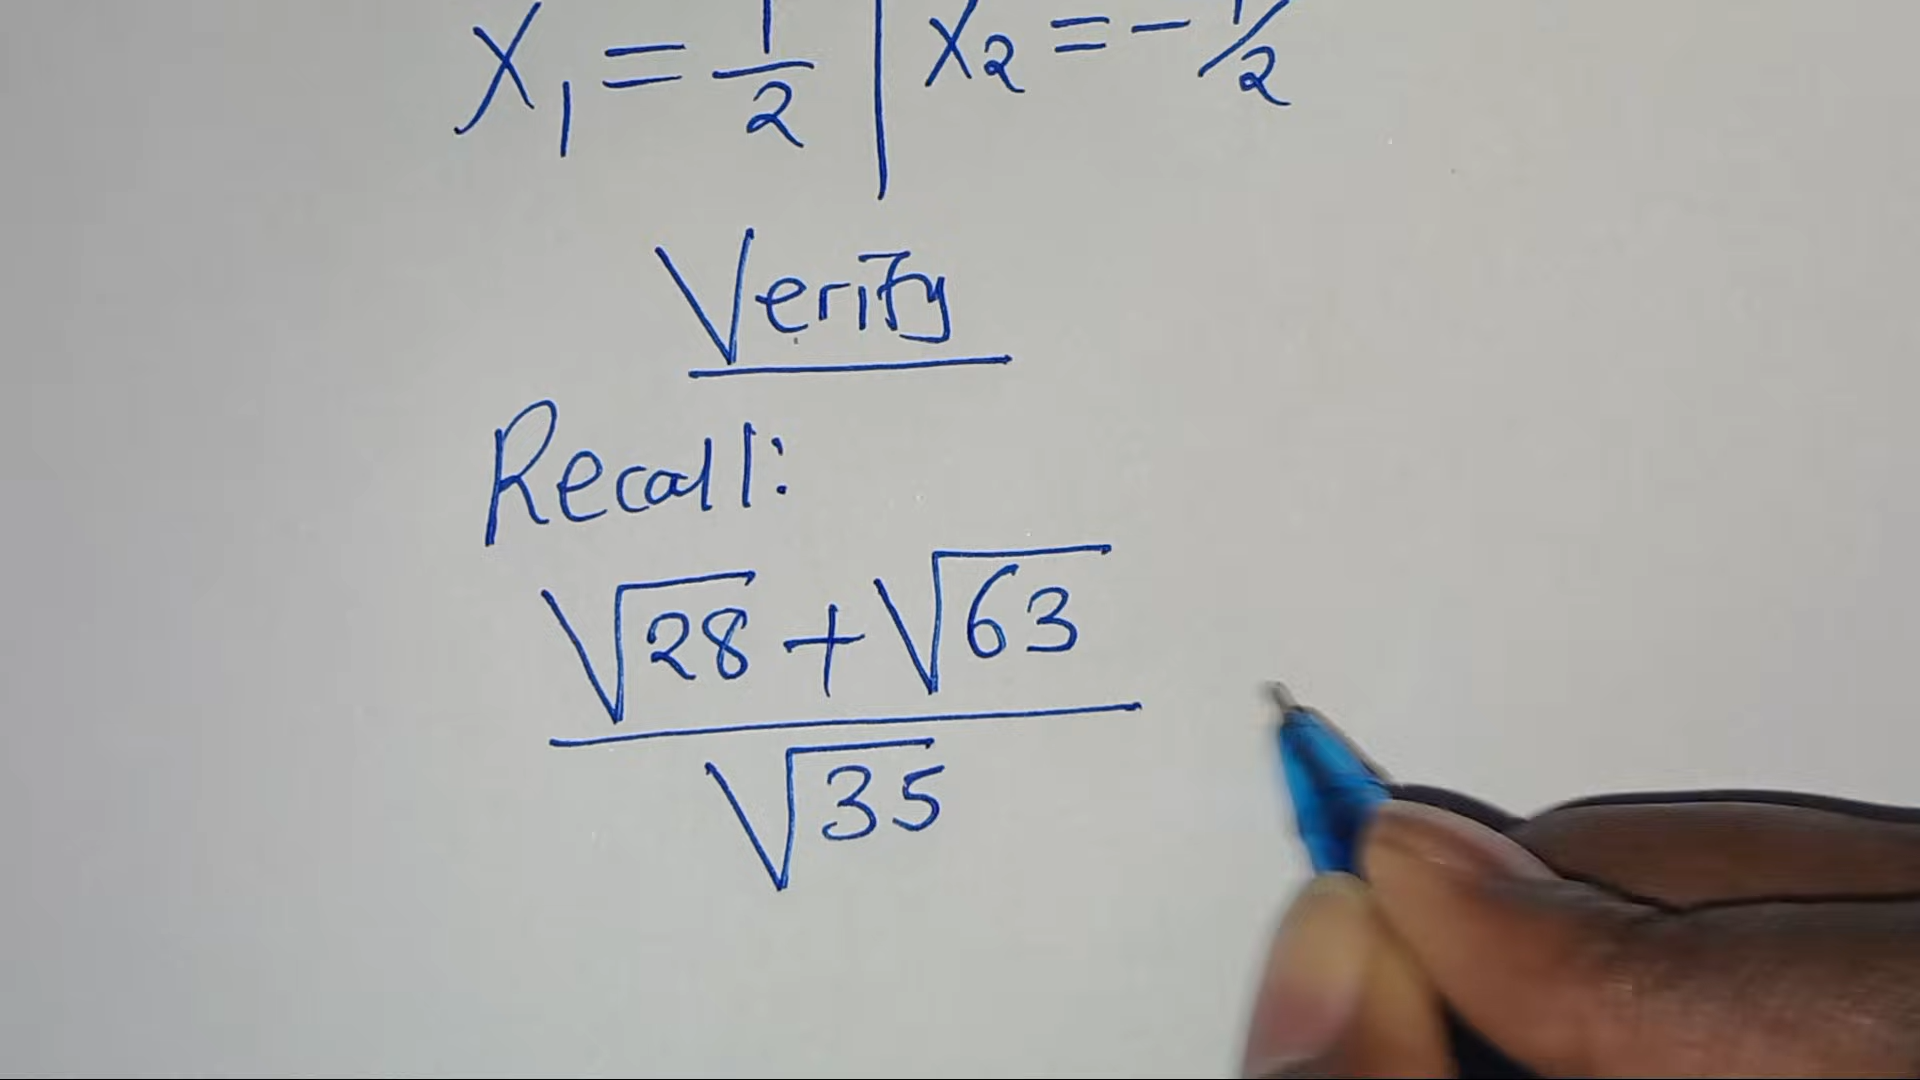 X₁ = 1/2 | X₂ = -1/2
Verify
Recall:
√28 + √63
√35